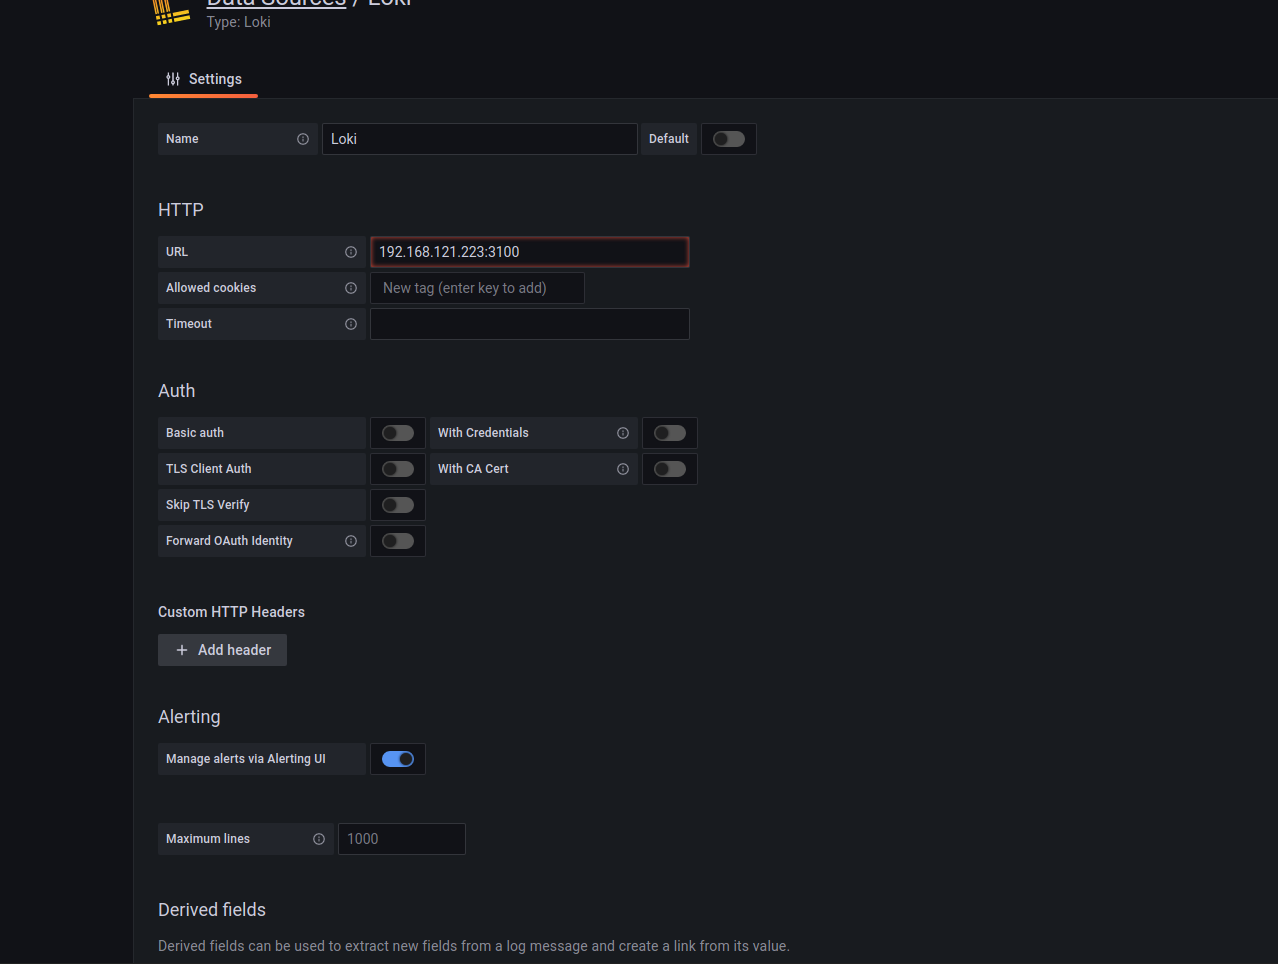 Data Sources / Loki
Type: Loki
Settings
Name
Loki
Default
HTTP
URL
192.168.121.223:3100
Allowed cookies
New tag (enter key to add)
Timeout
Auth
Basic auth
With Credentials
TLS Client Auth
With CA Cert
Skip TLS Verify
Forward OAuth Identity
Custom HTTP Headers
+ Add header
Alerting
Manage alerts via Alerting UI
Maximum lines
1000
Derived fields
Derived fields can be used to extract new fields from a log message and create a link from its value.